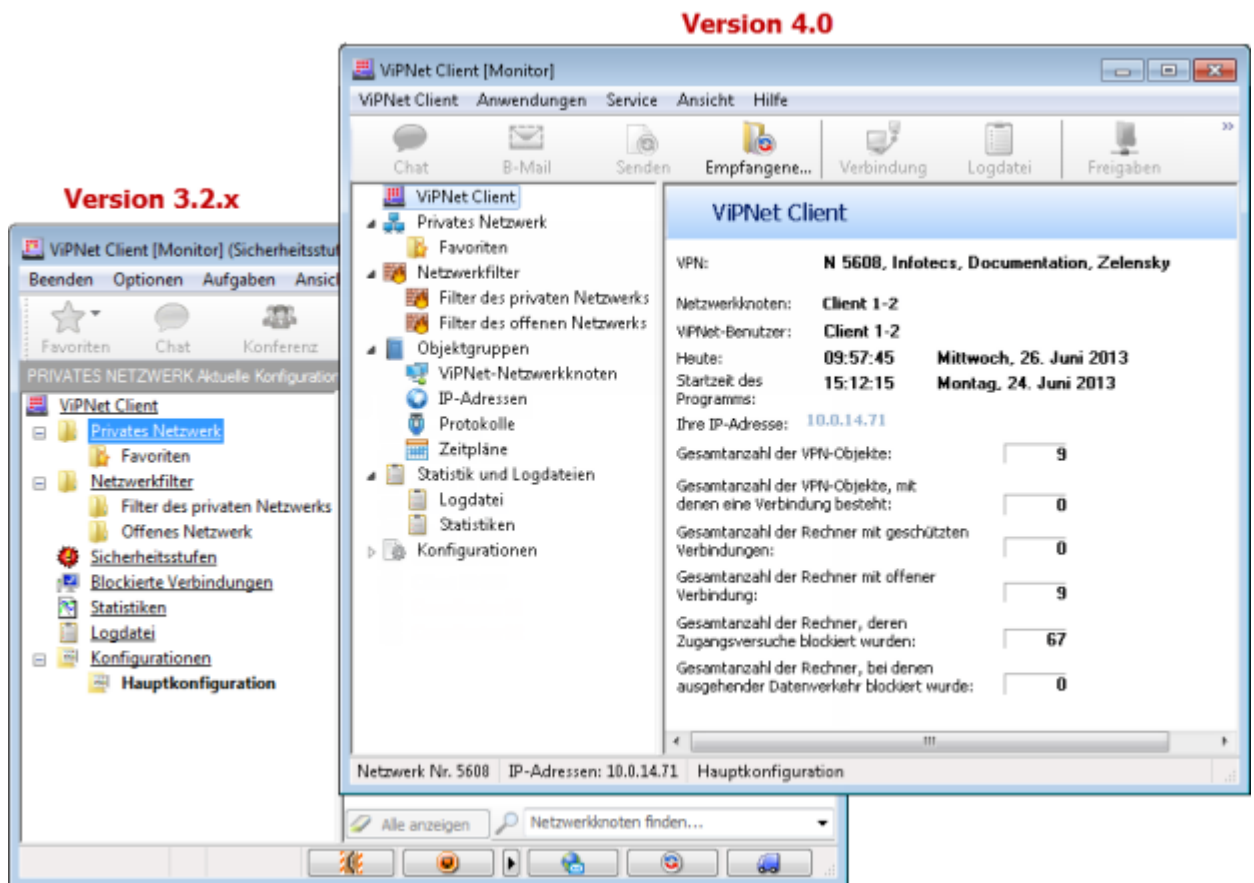 Version 4.0
ViPNet Client [Monitor]
ViPNet Client Anwendungen Service Ansicht Hilfe
Chat B-Mail Senden Empfangene... Verbindung Logdatei Freigaben
ViPNet Client
Privates Netzwerk
Favoriten
Netzwerkfilter
Filter des privaten Netzwerks
Filter des offenen Netzwerks
Objektgruppen
ViPNet-Netzwerkknoten
IP-Adressen
Protokolle
Zeitpläne
Statistik und Logdateien
Logdatei
Statistiken
Konfigurationen
ViPNet Client
VPN: N 5608, Infotecs, Documentation, Zelensky
Netzwerkknoten: Client 1-2
ViPNet-Benutzer: Client 1-2
Heute: 09:57:45 Mittwoch, 26. Juni 2013
Startzeit des
Programms: 15:12:15 Montag, 24. Juni 2013
Ihre IP-Adresse: 10.0.14.71
Gesamtanzahl der VPN-Objekte: 9
Gesamtanzahl der VPN-Objekte, mit
denen eine Verbindung besteht: 0
Gesamtanzahl der Rechner mit geschützten
Verbindungen: 0
Gesamtanzahl der Rechner mit offener
Verbindung: 9
Gesamtanzahl der Rechner, deren
Zugangsversuche blockiert wurden: 67
Gesamtanzahl der Rechner, bei denen
ausgehender Datenverkehr blockiert wurde: 0
Netzwerk Nr. 5608 IP-Adressen: 10.0.14.71 Hauptkonfiguration
Version 3.2.x
ViPNet Client [Monitor] (Sicherheitsstuf
Beenden Optionen Aufgaben Ansicl
Favoriten Chat Konferenz
PRIVATES NETZWERK Aktuelle Konfiguration
ViPNet Client
Privates Netzwerk
Favoriten
Netzwerkfilter
Filter des privaten Netzwerks
Offenes Netzwerk
Sicherheitsstufen
Blockierte Verbindungen
Statistiken
Logdatei
Konfigurationen
Hauptkonfiguration
Alle anzeigen Netzwerkknoten finden...